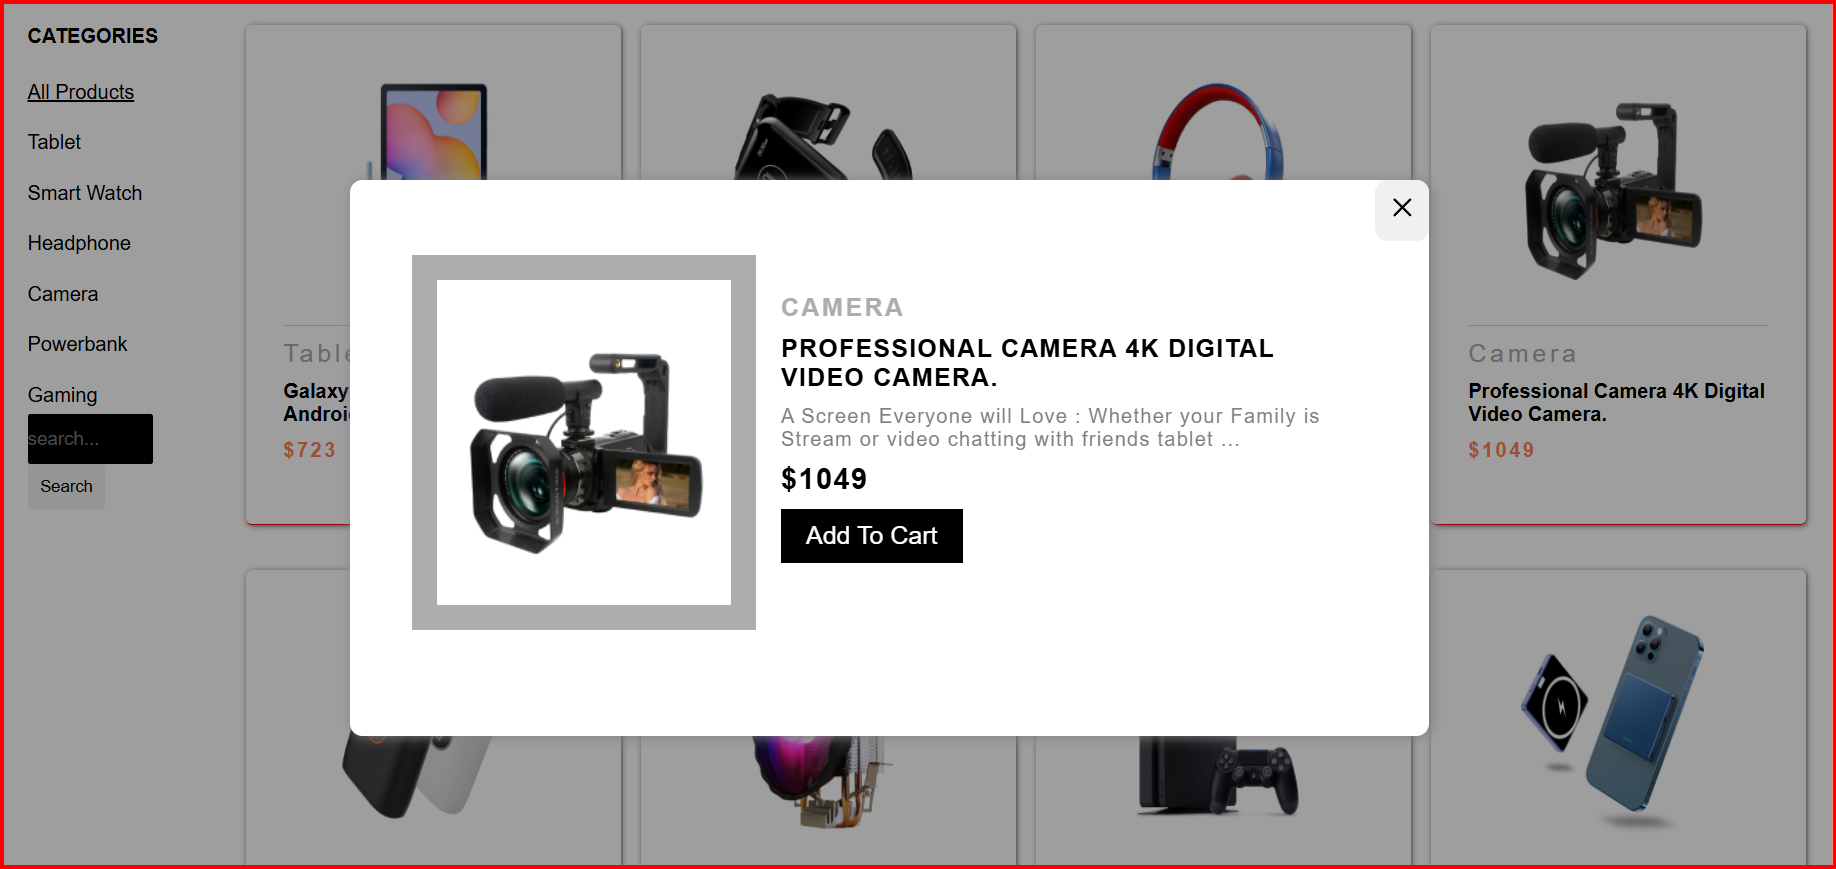 CATEGORIES
All Products
Tablet
Smart Watch
Headphone
Camera
Powerbank
Gaming
search...
Search
Galaxy
$723
CAMERA
PROFESSIONAL CAMERA 4K DIGITAL
VIDEO CAMERA.
A Screen Everyone will Love : Whether your Family is
Stream or video chatting with friends tablet ...
$1049
Add To Cart
Camera
Professional Camera 4K Digital
Video Camera.
$1049